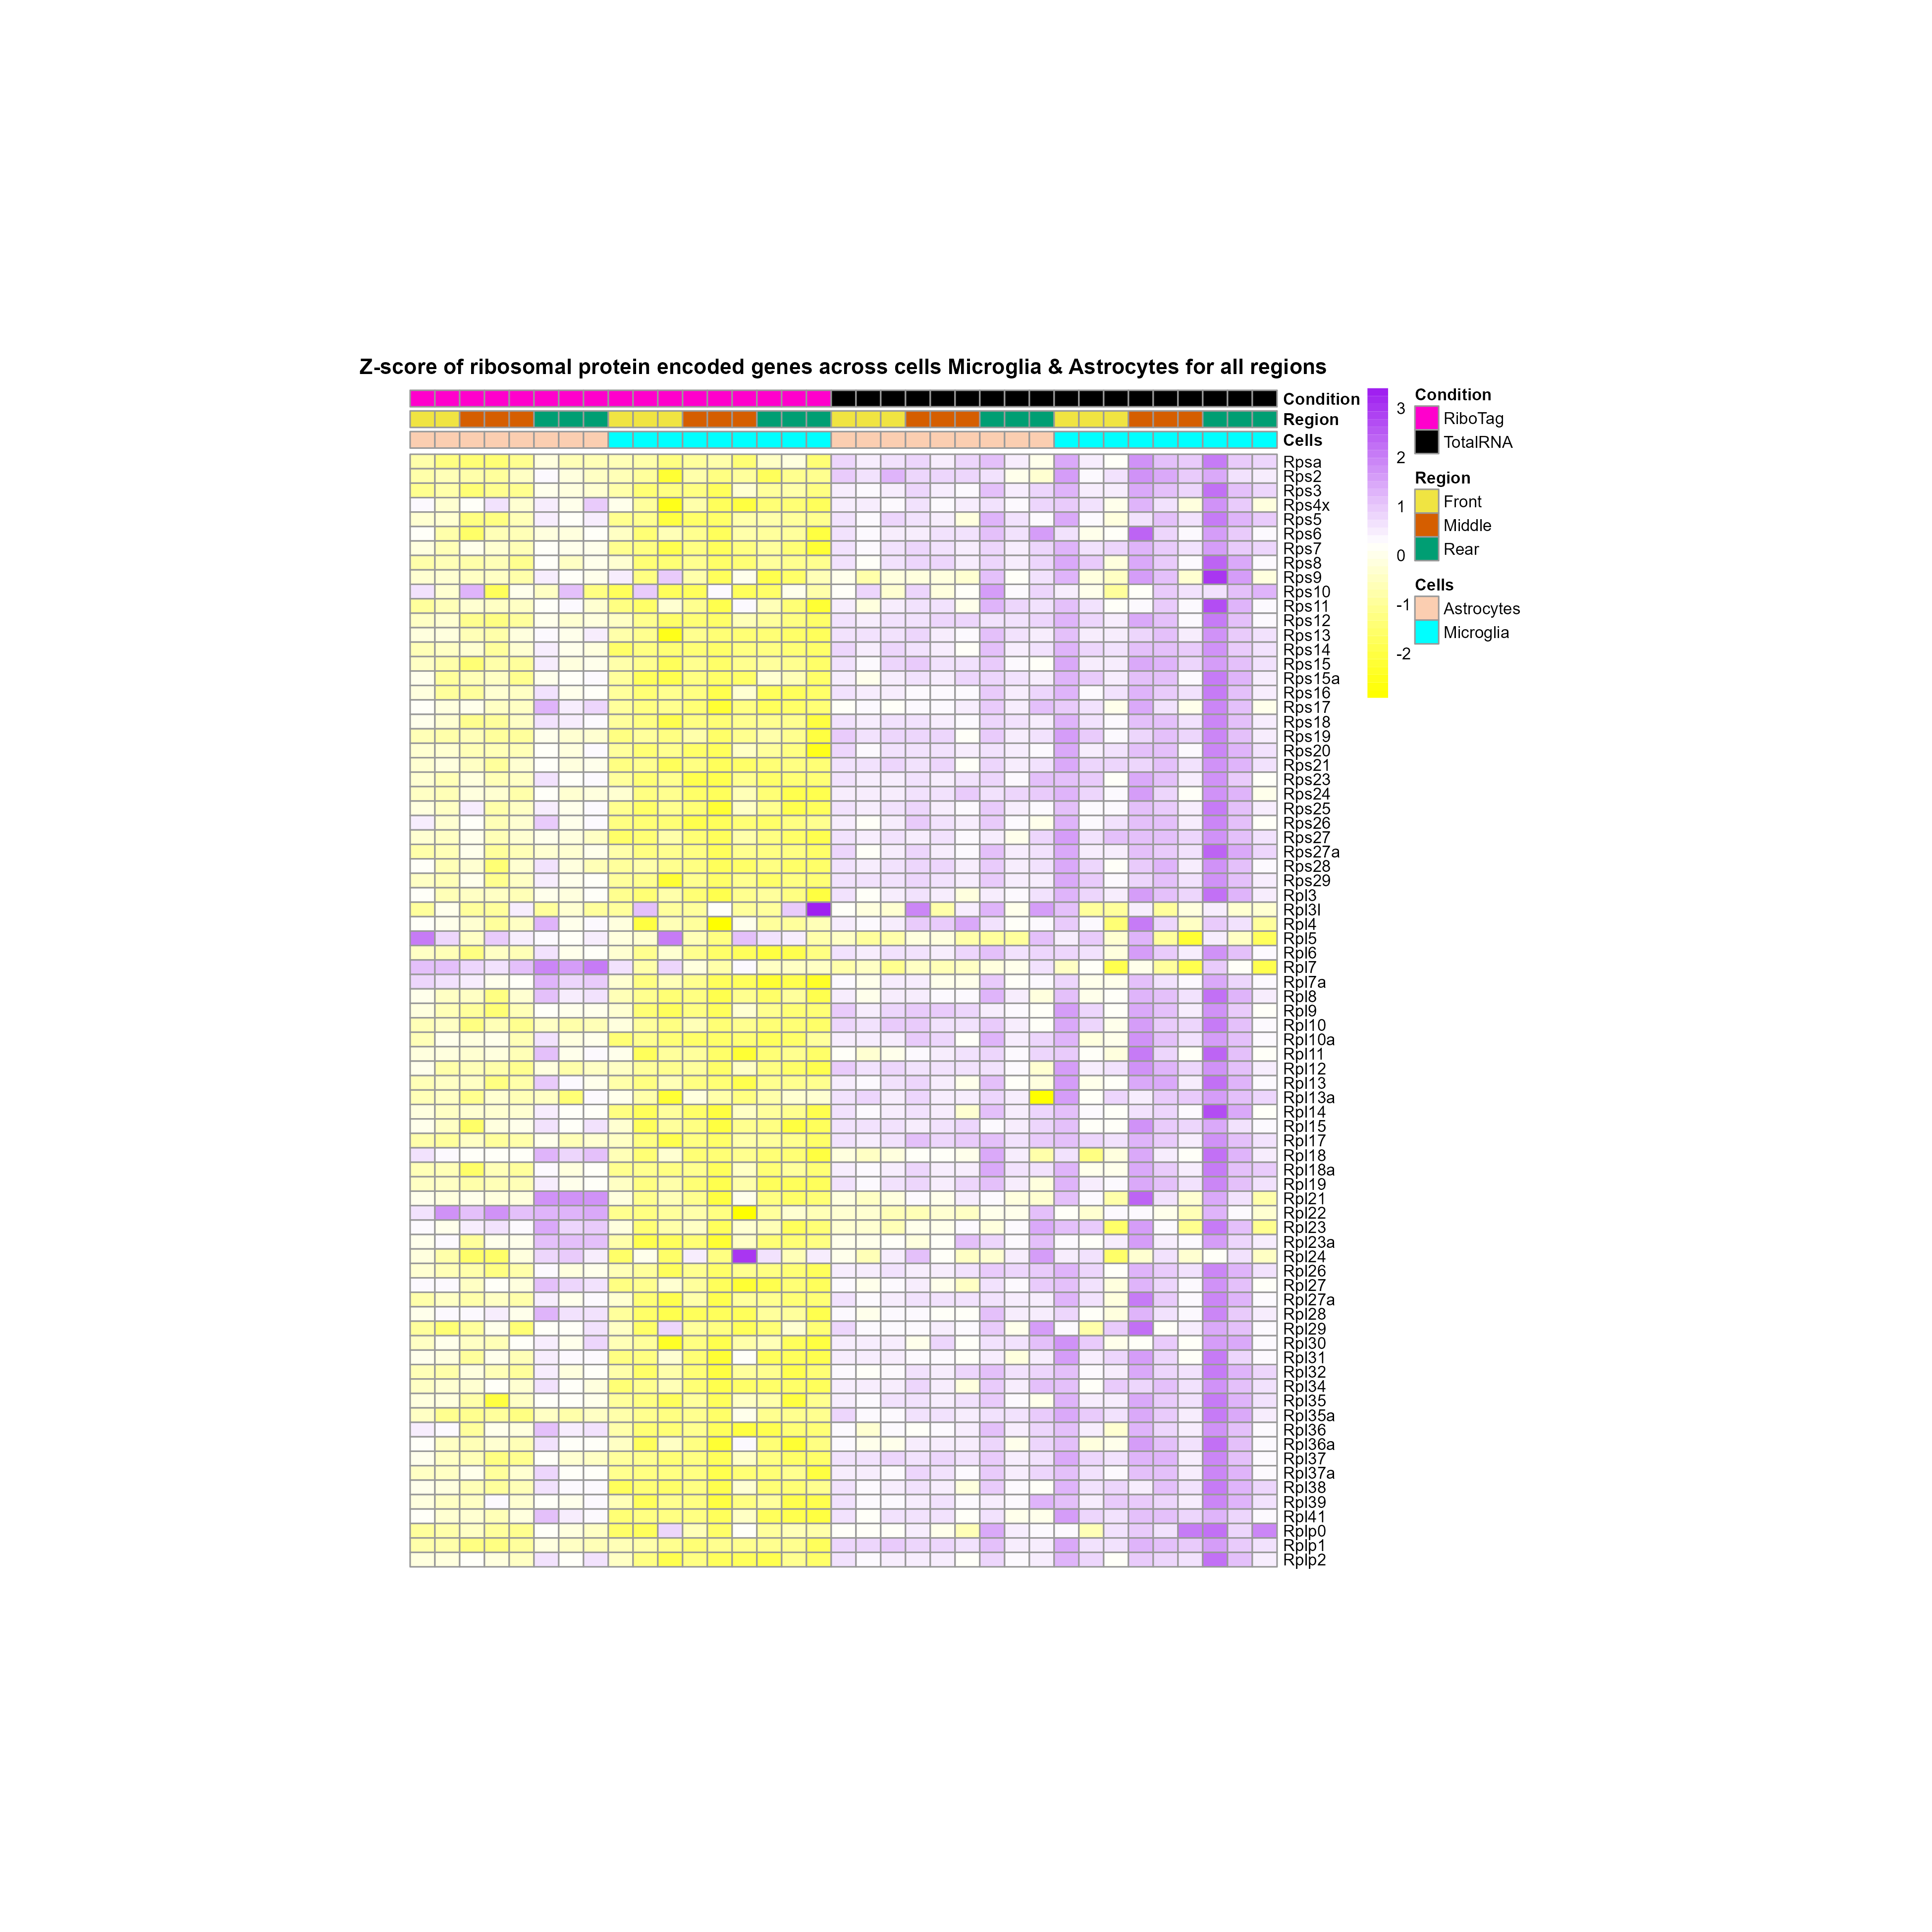 Z-score of ribosomal protein encoded genes across cells Microglia & Astrocytes for all regions
Condition
Region
Cells
Rpsa
Rps2
Rps3
Rps4x
Rps5
Rps6
Rps7
Rps8
Rps9
Rps10
Rps11
Rps12
Rps13
Rps14
Rps15
Rps15a
Rps16
Rps17
Rps18
Rps19
Rps20
Rps21
Rps23
Rps24
Rps25
Rps26
Rps27
Rps27a
Rps28
Rps29
Rpl3
Rpl3l
Rpl4
Rpl5
Rpl6
Rpl7
Rpl7a
Rpl8
Rpl9
Rpl10
Rpl10a
Rpl11
Rpl12
Rpl13
Rpl13a
Rpl14
Rpl15
Rpl17
Rpl18
Rpl18a
Rpl19
Rpl21
Rpl22
Rpl23
Rpl23a
Rpl24
Rpl26
Rpl27
Rpl27a
Rpl28
Rpl29
Rpl30
Rpl31
Rpl32
Rpl34
Rpl35
Rpl35a
Rpl36
Rpl36a
Rpl37
Rpl37a
Rpl38
Rpl39
Rpl41
Rplp0
Rplp1
Rplp2
3
2
1
0
-1
-2
Condition
RiboTag
TotalRNA
Region
Front
Middle
Rear
Cells
Astrocytes
Microglia